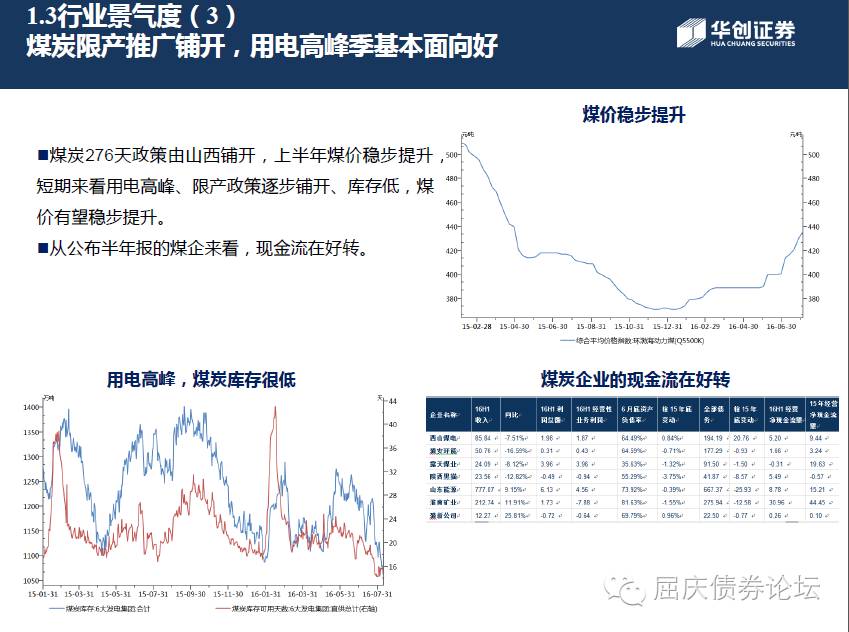 1.3行业景气度（3）
煤炭限产推广铺开，用电高峰季基本面向好
华创证券
HUA CHUANG SECURITIES
■煤炭276天政策由山西铺开，上半年煤价稳步提升，
短期来看用电高峰、限产政策逐步铺开、库存低，煤
价有望稳步提升。
■从公布半年报的煤企来看，现金流在好转。
煤价稳步提升
元/吨 元/吨
500 500
480 480
460 460
440 440
420 420
400 400
380 380
15-02-28 15-04-30 15-06-30 15-08-31 15-10-31 15-12-31 16-02-29 16-04-30 16-06-30
综合平均价格指数:环渤海动力煤(Q5500K)
用电高峰，煤炭库存很低
万吨 天
1400 44
1350 40
1300 36
1250 32
1200 28
1150 24
1100 20
1050 16
15-01-31 15-03-31 15-05-31 15-07-31 15-09-30 15-11-30 16-01-31 16-03-31 16-05-31 16-07-31
煤炭库存:6大发电集团:合计
煤炭库存可用天数:6大发电集团:直供总计(右轴)
煤炭企业的现金流在好转
企业名称 16H1收入 同比 16H1利润总额 16H1经营性业务利润 6月底资产负债率 较15年底变动 全部债务 较15年底变动 16H1经营净现金流额 15年经营净现金流额
西山煤电 85.84 -7.51% 1.98 1.87 64.49% 0.84% 194.19 20.76 5.20 9.44
50.76 -16.59% 0.31 0.43 64.59% -0.71% 177.29 -0.93 1.66 3.24
露天煤业 24.09 -8.12% 3.96 3.96 35.63% -1.32% 91.50 -1.50 -0.31 19.63
陕西黑猫 23.56 -12.82% -0.49 -0.94 55.29% -3.75% 41.87 -8.57 5.49 -0.57
山东能源 777.07 9.15% 6.13 4.56 73.92% -0.39% 667.37 -25.93 8.78 15.21
淮南矿业 212.74 11.91% 1.73 -7.88 81.63% -1.55% 275.94 -12.58 30.96 44.45
12.27 25.81% -0.72 -0.64 69.79% 0.96% 22.50 -0.77 0.26 0.10
屈庆债券论坛